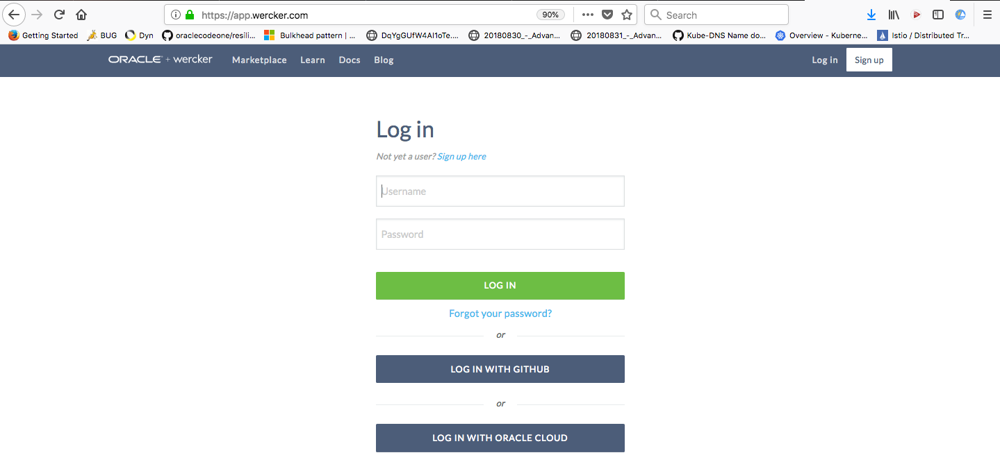 https://app.wercker.com 90% Search
Getting Started BUG Dyn oraclecodeone/resili... Bulkhead pattern | ... DqYgGUfW4AI1oTe.... 20180830_-_Advan... 20180831_-_Advan... Kube-DNS Name do... Overview - Kuberne... Istio / Distributed Tr...
ORACLE + wercker Marketplace Learn Docs Blog Log in Sign up
Log in
Not yet a user? Sign up here
Username
Password
LOG IN
Forgot your password?
or
LOG IN WITH GITHUB
or
LOG IN WITH ORACLE CLOUD